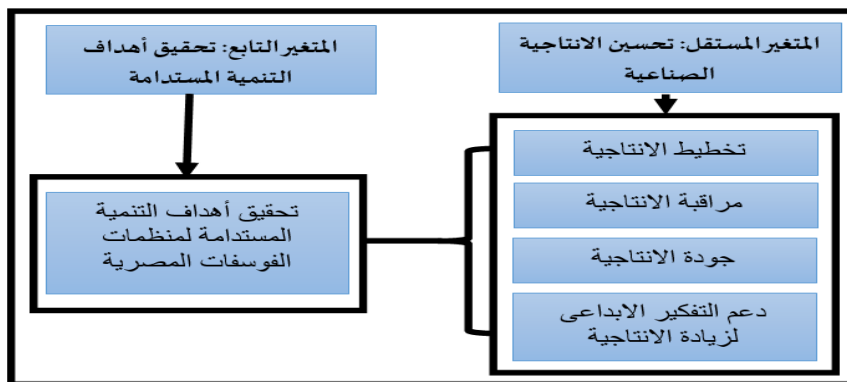 المتغير المستقل: تحسين الانتاجية
الصناعية
تخطيط الانتاجية
مراقبة الانتاجية
جودة الانتاجية
دعم التفكير الابداعى
لزيادة الانتاجية
المتغير التابع: تحقيق أهداف
التنمية المستدامة
تحقيق أهداف التنمية
المستدامة لمنظمات
الفوسفات المصرية